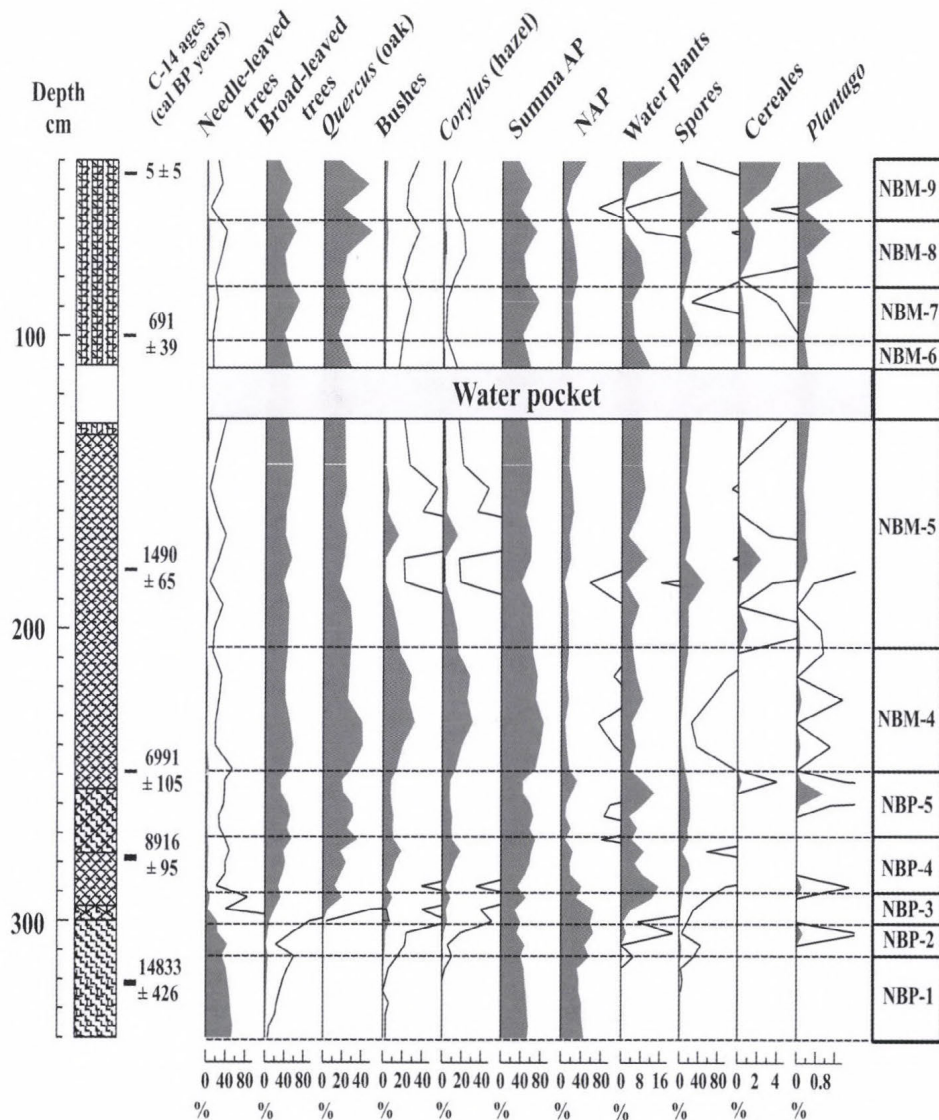 Depth
cm
C-14 ages
(cal BP years)
Needle-leaved
trees
Broad-leaved
trees
Quercus (oak)
Bushes
Corylus (hazel)
Summa AP
NAP
Water plants
Spores
Cereales
Plantago
5 ± 5
NBM-9
NBM-8
NBM-7
691
± 39
100
NBM-6
Water pocket
NBM-5
1490
± 65
200
NBM-4
6991
± 105
NBP-5
8916
± 95
NBP-4
NBP-3
300
NBP-2
14833
± 426
NBP-1
0 40 80 0 40 80 0 20 40 0 20 40 0 20 40 0 40 80 0 40 80 0 8 16 0 40 80 0 2 4 0 0.8
% % % % % % % % % % %